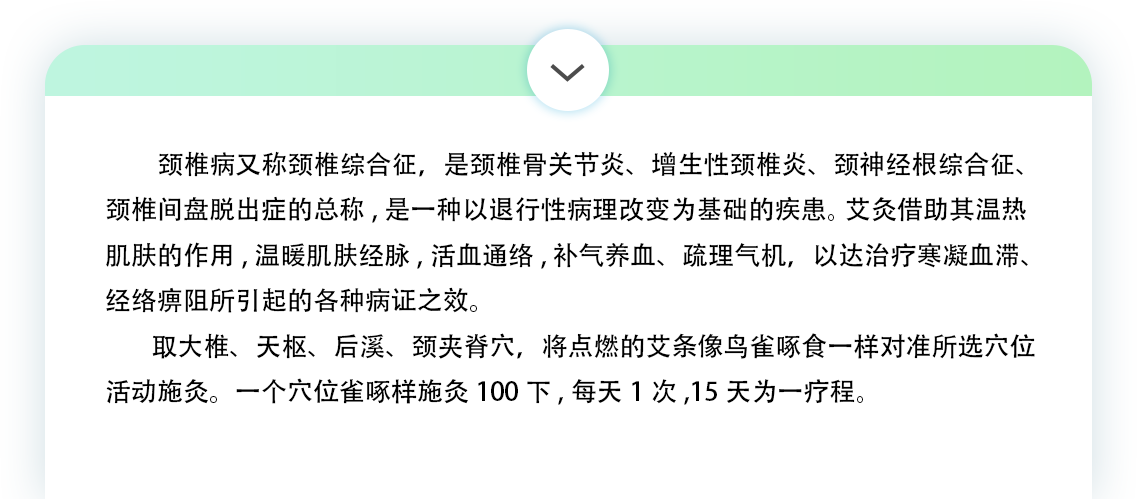 颈椎病又称颈椎综合征，是颈椎骨关节炎、增生性颈椎炎、颈神经根综合征、
颈椎间盘脱出症的总称，是一种以退行性病理改变为基础的疾患。艾灸借助其温热
肌肤的作用，温暖肌肤经脉，活血通络，补气养血、疏理气机，以达治疗寒凝血滞、
经络痹阻所引起的各种病证之效。
取大椎、天枢、后溪、颈夹脊穴，将点燃的艾条像鸟雀啄食一样对准所选穴位
活动施灸。一个穴位雀啄样施灸 100 下，每天 1 次 ,15 天为一疗程。